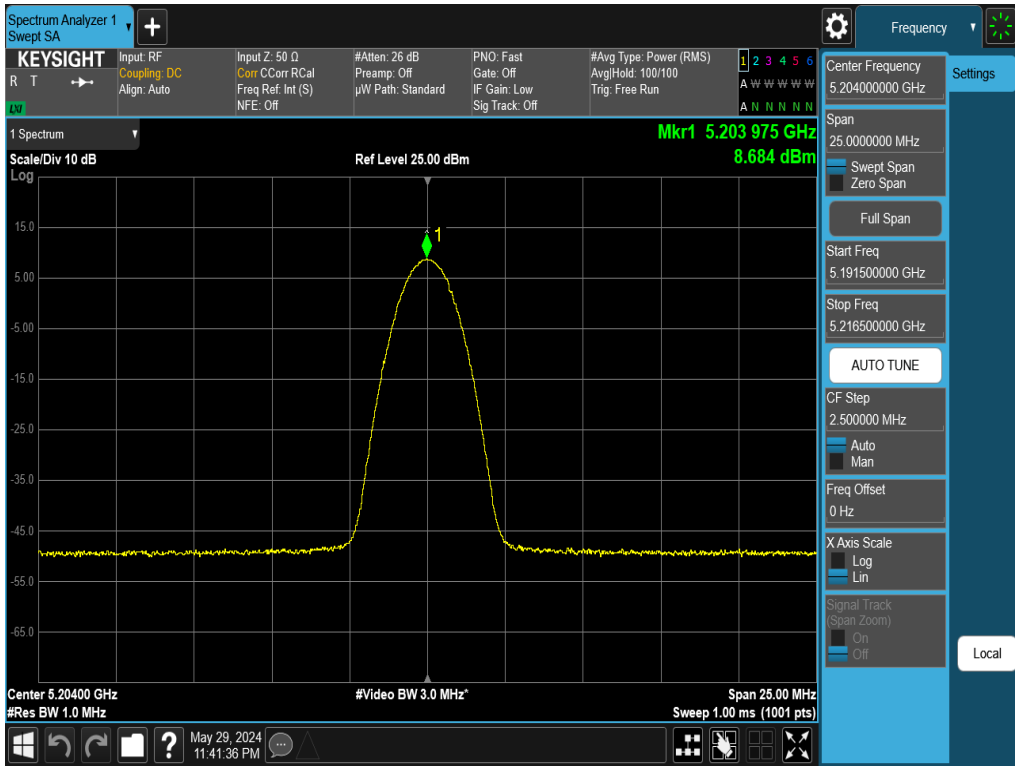 Spectrum Analyzer 1
Swept SA
+
Frequency
KEYSIGHT
R T
LXI
Input: RF
Coupling: DC
Align: Auto
Input Z: 50 Ω
Corr CCorr RCal
Freq Ref: Int (S)
NFE: Off
#Atten: 26 dB
Preamp: Off
µW Path: Standard
PNO: Fast
Gate: Off
IF Gain: Low
Sig Track: Off
#Avg Type: Power (RMS)
Avg|Hold: 100/100
Trig: Free Run
1 2 3 4 5 6
A W W W W W
A N N N N N
1 Spectrum
Scale/Div 10 dB
Log
Ref Level 25.00 dBm
Mkr1 5.203 975 GHz
8.684 dBm
1
15.0
5.00
-5.00
-15.0
-25.0
-35.0
-45.0
-55.0
-65.0
Center 5.20400 GHz
#Res BW 1.0 MHz
#Video BW 3.0 MHz*
Span 25.00 MHz
Sweep 1.00 ms (1001 pts)
Center Frequency
5.204000000 GHz
Settings
Span
25.0000000 MHz
Swept Span
Zero Span
Full Span
Start Freq
5.191500000 GHz
Stop Freq
5.216500000 GHz
AUTO TUNE
CF Step
2.500000 MHz
Auto
Man
Freq Offset
0 Hz
X Axis Scale
Log
Lin
Signal Track
(Span Zoom)
On
Off
Local
?
May 29, 2024
11:41:36 PM